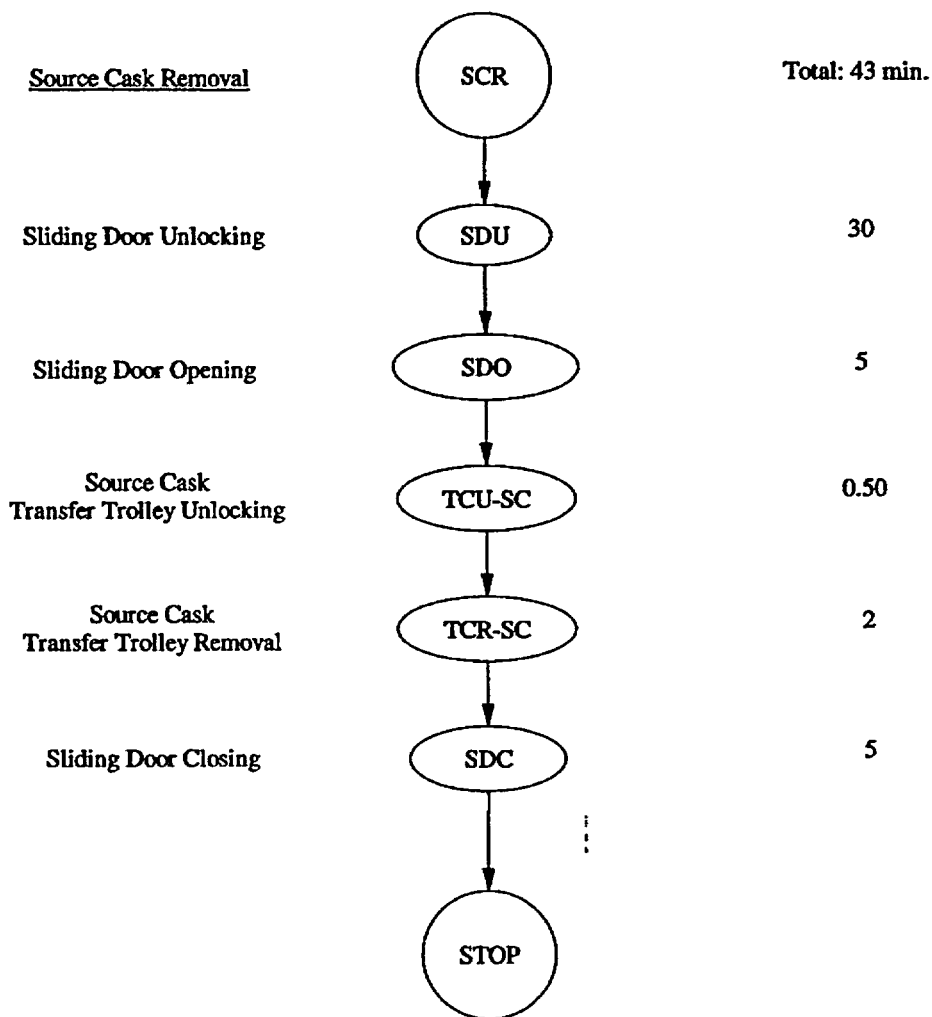 Source Cask Removal
SCR
Total: 43 min.
Sliding Door Unlocking
SDU
30
Sliding Door Opening
SDO
5
Source Cask
Transfer Trolley Unlocking
TCU-SC
0.50
Source Cask
Transfer Trolley Removal
TCR-SC
2
Sliding Door Closing
SDC
5
STOP